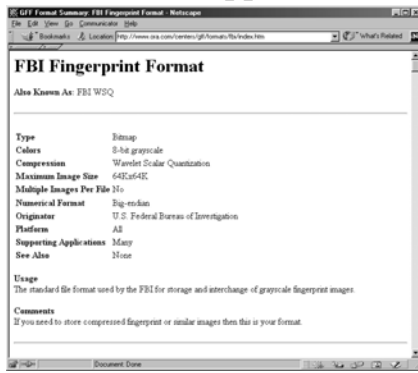 GFF Format Summary: FBI Fingerprint Format - Netscape
File Edit View Go Communicator Help
Bookmarks Location: http://www.ora.com/centers/gff/formats/fbi/index.htm What's Related
FBI Fingerprint Format
Also Known As: FBI WSQ
Type Bitmap
Colors 8-bit grayscale
Compression Wavelet Scalar Quantization
Maximum Image Size 64Kx64K
Multiple Images Per File No
Numerical Format Big-endian
Originator U.S. Federal Bureau of Investigation
Platform All
Supporting Applications Many
See Also None
Usage
The standard file format used by the FBI for storage and interchange of grayscale fingerprint images.
Comments
If you need to store compressed fingerprint or similar images then this is your format.
Document Done